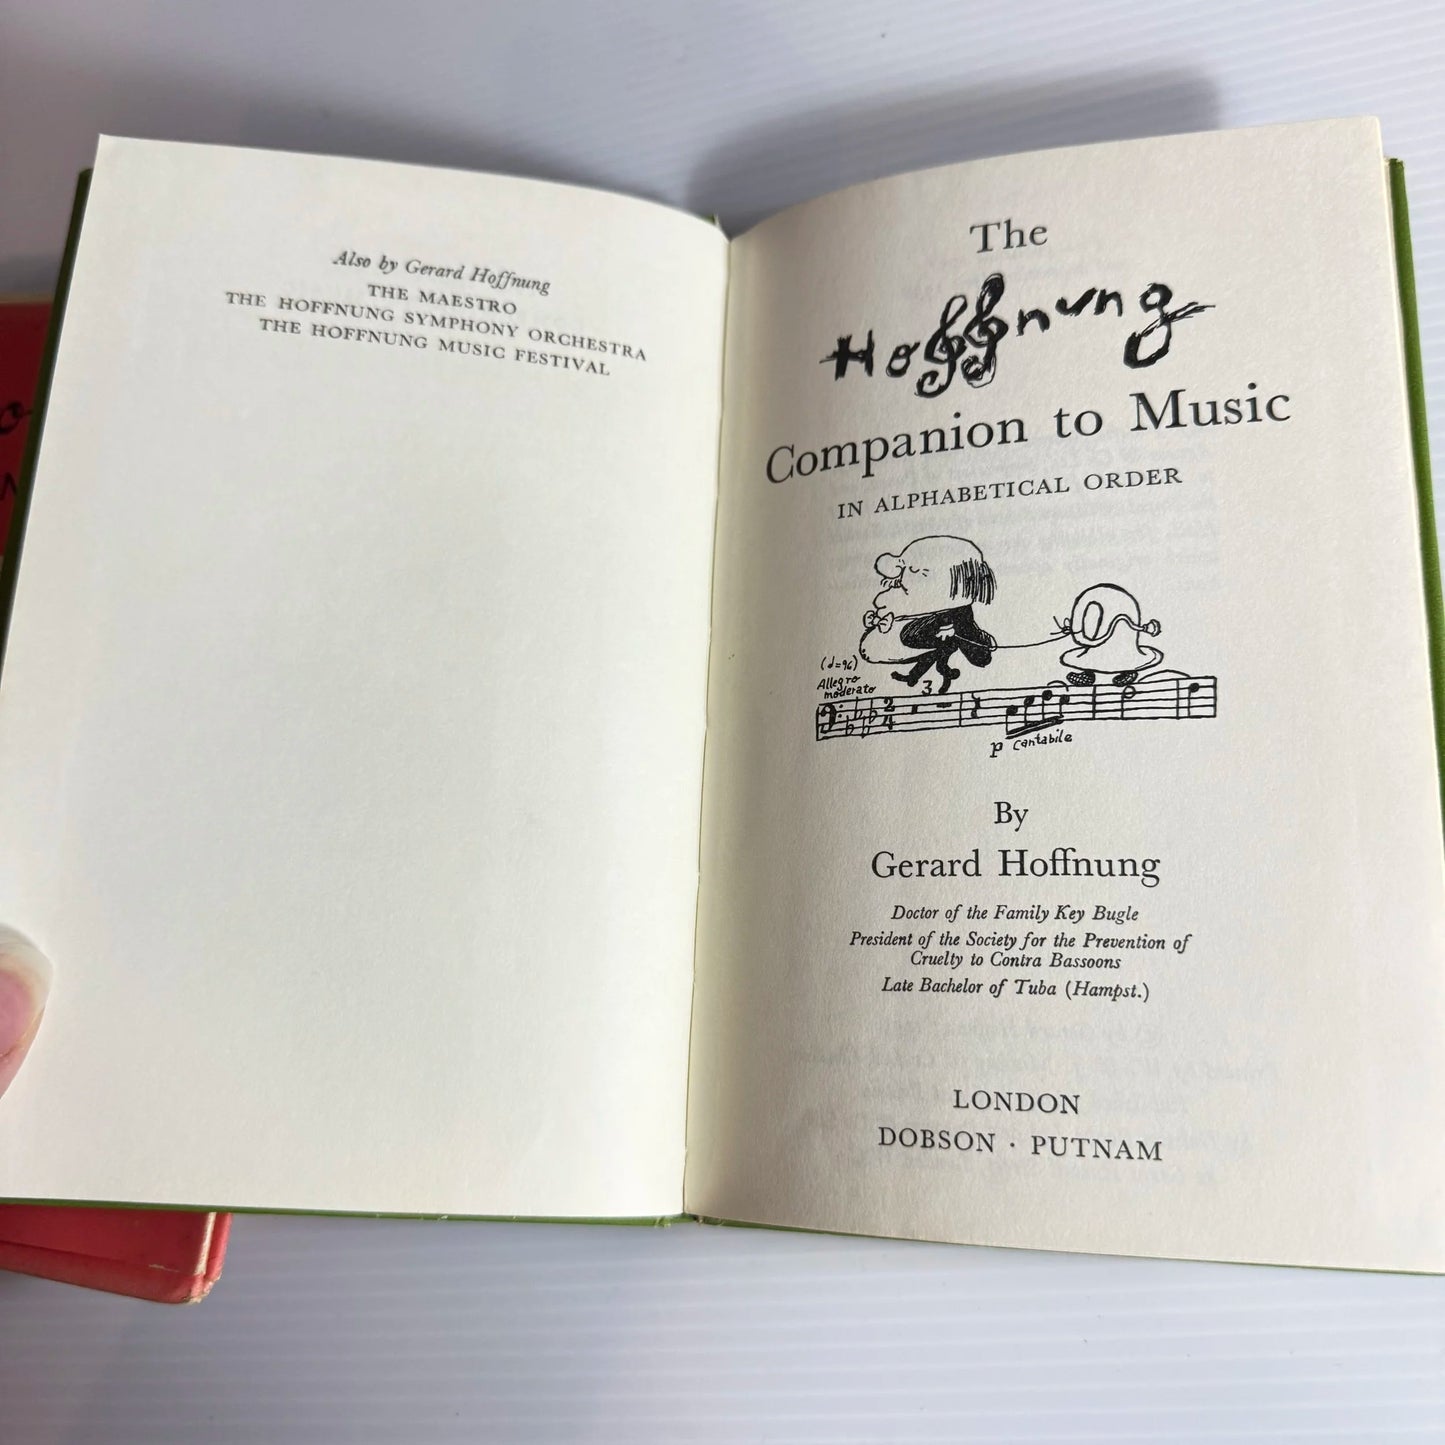 Also by Gerard Hoffnung
THE MAESTRO
THE HOFFNUNG SYMPHONY ORCHESTRA
THE HOFFNUNG MUSIC FESTIVAL
The
Hoffnung
Companion to Music
IN ALPHABETICAL ORDER
(𝅗𝅥=96)
Allegro
moderato
3
2
4
p cantabile
By
Gerard Hoffnung
Doctor of the Family Key Bugle
President of the Society for the Prevention of
Cruelty to Contra Bassoons
Late Bachelor of Tuba (Hampst.)
LONDON
DOBSON · PUTNAM